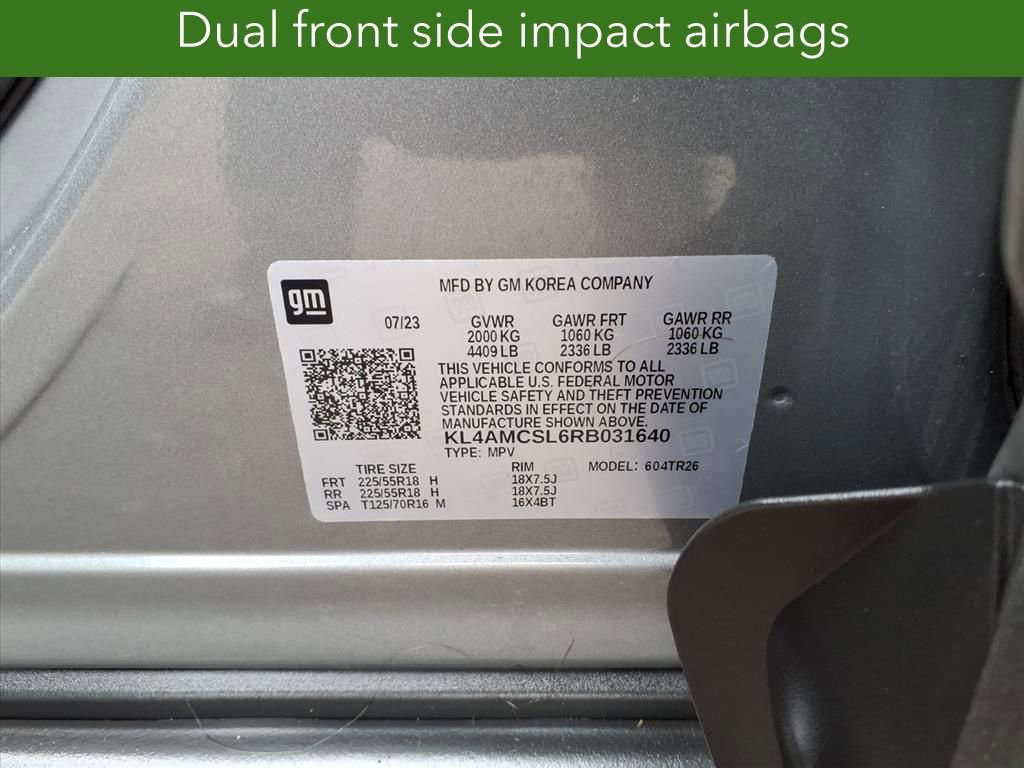 Dual front side impact airbags
gm
MFD BY GM KOREA COMPANY
07/23 GVWR GAWR FRT GAWR RR
2000 KG 1060 KG 1060 KG
4409 LB 2336 LB 2336 LB
THIS VEHICLE CONFORMS TO ALL
APPLICABLE U.S. FEDERAL MOTOR
VEHICLE SAFETY AND THEFT PREVENTION
STANDARDS IN EFFECT ON THE DATE OF
MANUFACTURE SHOWN ABOVE.
KL4AMCSL6RB031640
TYPE: MPV
TIRE SIZE RIM MODEL: 604TR26
FRT 225/55R18 H 18X7.5J
RR 225/55R18 H 18X7.5J
SPA T125/70R16 M 16X4BT